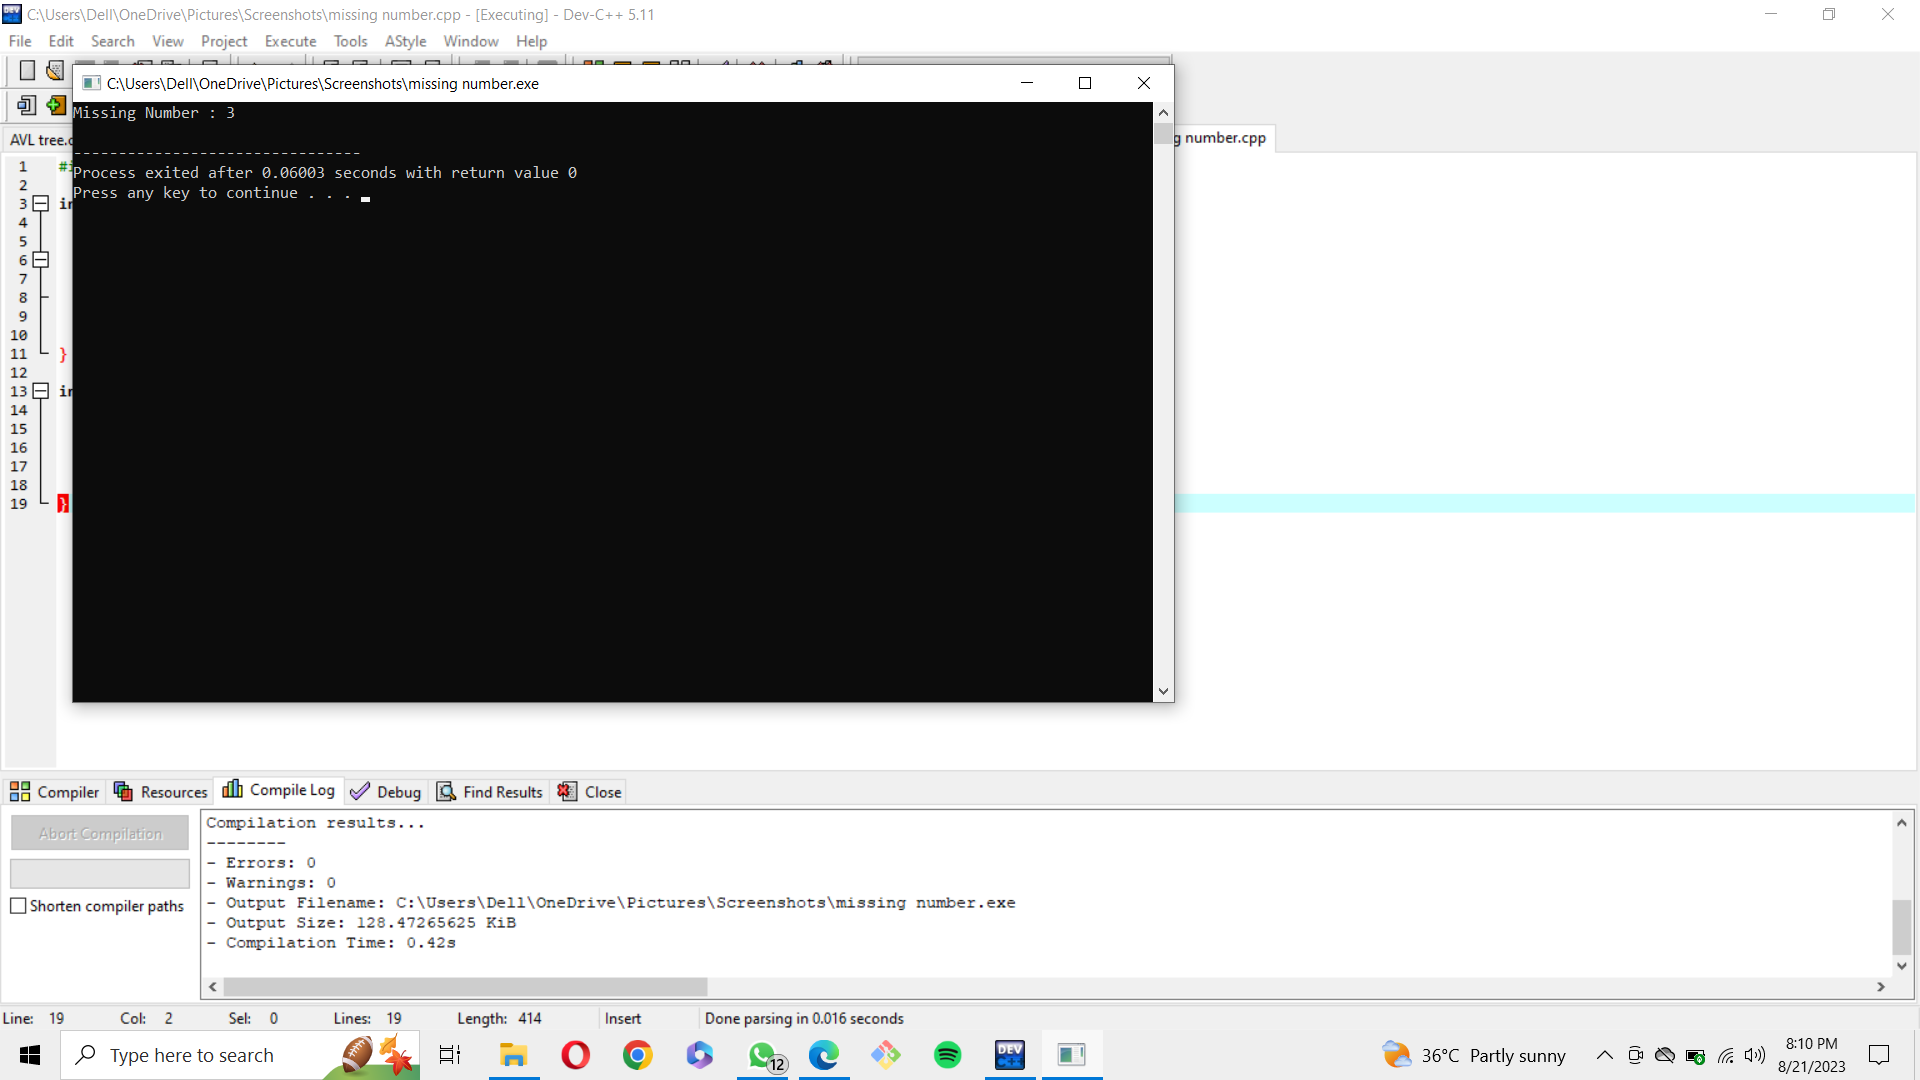 C:\Users\Dell\OneDrive\Pictures\Screenshots\missing number.cpp - [Executing] - Dev-C++ 5.11
File Edit Search View Project Execute Tools AStyle Window Help
C:\Users\Dell\OneDrive\Pictures\Screenshots\missing number.exe
Missing Number : 3
--------------------------------
Process exited after 0.06003 seconds with return value 0
Press any key to continue . . .
AVL tree.c
g number.cpp
1 #i
2
3 in
4
5
6
7
8
9
10
11 }
12
13 in
14
15
16
17
18
19 }
Compiler Resources Compile Log Debug Find Results Close
Abort Compilation
Shorten compiler paths
Compilation results...
--------
- Errors: 0
- Warnings: 0
- Output Filename: C:\Users\Dell\OneDrive\Pictures\Screenshots\missing number.exe
- Output Size: 128.47265625 KiB
- Compilation Time: 0.42s
Line: 19 Col: 2 Sel: 0 Lines: 19 Length: 414 Insert Done parsing in 0.016 seconds
Type here to search
12
DEV C++
36°C Partly sunny
8:10 PM
8/21/2023